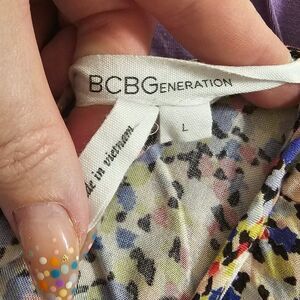 BCBGENERATION
L
de in vietnam